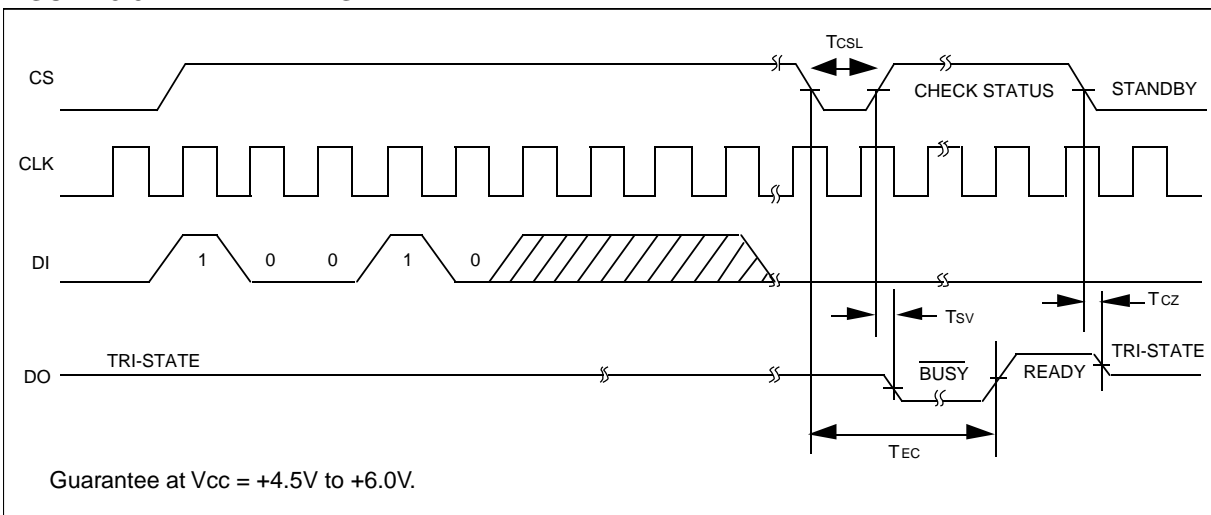 TCSL
CS
CHECK STATUS
STANDBY
CLK
DI
1 0 0 1 0
TSV
TCZ
TRI-STATE
DO
BUSY
READY
TRI-STATE
TEC
Guarantee at Vcc = +4.5V to +6.0V.